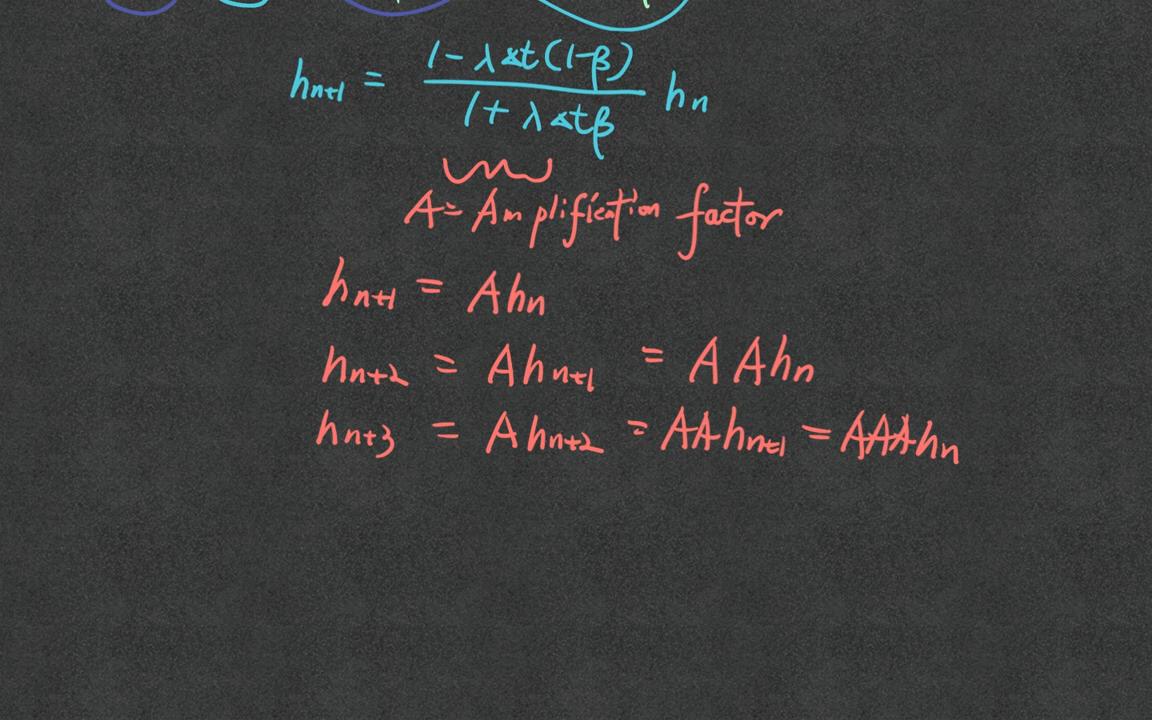 hn+1 = 1 - λΔt(1-β) / 1 + λΔtβ hn
A = Amplification factor
hn+1 = Ahn
hn+2 = Ahn+1 = AAhn
hn+3 = Ahn+2 = AAhn+1 = AAAhn